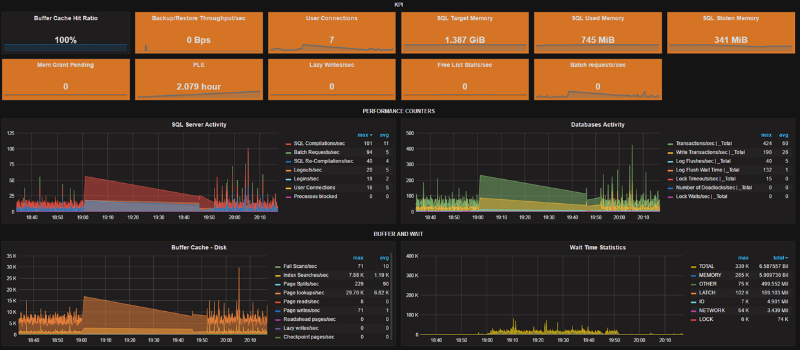 KPI
Buffer Cache Hit Ratio
100%
Backup/Restore Throughput/sec
0 Bps
User Connections
7
SQL Target Memory
1.387 GiB
SQL Used Memory
745 MiB
SQL Stolen Memory
341 MiB
Mem Grant Pending
0
PLE
2.079 hour
Lazy Writes/sec
0
Free List Stalls/sec
0
Batch requests/sec
0
PERFORMANCE COUNTERS
SQL Server Activity
max avg
125
100
75
50
25
0
18:40 18:50 19:00 19:10 19:20 19:30 19:40 19:50 20:00 20:10
SQL Compilations/sec 101 11
Batch Requests/sec 94 5
SQL Re-Compilations/sec 40 4
Logouts/sec 20 5
Logins/sec 19 2
User Connections 16 5
Processes blocked 0 0
Databases Activity
max avg
500
400
300
200
100
0
18:40 18:50 19:00 19:10 19:20 19:30 19:40 19:50 20:00 20:10
Transactions/sec | _Total 424 60
Write Transactions/sec | _Total 190 26
Log Flushes/sec | _Total 40 5
Log Flush Wait Time | _Total 132 1
Lock Timeouts/sec | _Total 15 0
Number of Deadlocks/sec | _Total 0 0
Lock Waits/sec | _Total 0 0
BUFFER AND WAIT
Buffer Cache - Disk
max avg
35 K
30 K
25 K
20 K
15 K
10 K
5 K
0
18:40 18:50 19:00 19:10 19:20 19:30 19:40 19:50 20:00 20:10
Full Scans/sec 71 10
Index Searches/sec 7.88 K 1.19 K
Page Splits/sec 229 90
Page lookups/sec 29.70 K 6.82 K
Page reads/sec 8 0
Page writes/sec 71 1
Readahead pages/sec 0 0
Lazy writes/sec 0 0
Checkpoint pages/sec 0 0
Wait Time Statistics
max total
400 K
300 K
200 K
100 K
0
18:40 18:50 19:00 19:10 19:20 19:30 19:40 19:50 20:00 20:10
TOTAL 330 K
MEMORY 265 K
OTHER 75 K 499.552 Mil
LATCH 102 K 169.103 Mil
IO 7 K 4.901 Mil
NETWORK 64 K 3.439 Mil
LOCK 6 K 74 K